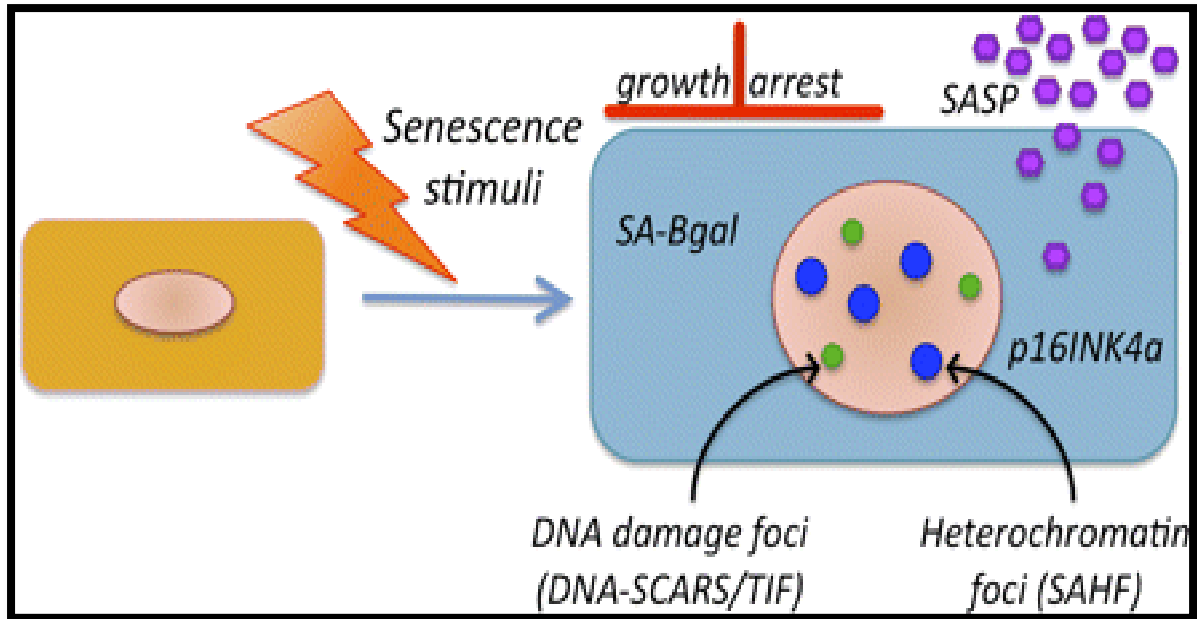 growth arrest
SASP
Senescence
stimuli
SA-Bgal
p16INK4a
DNA damage foci
(DNA-SCARS/TIF)
Heterochromatin
foci (SAHF)